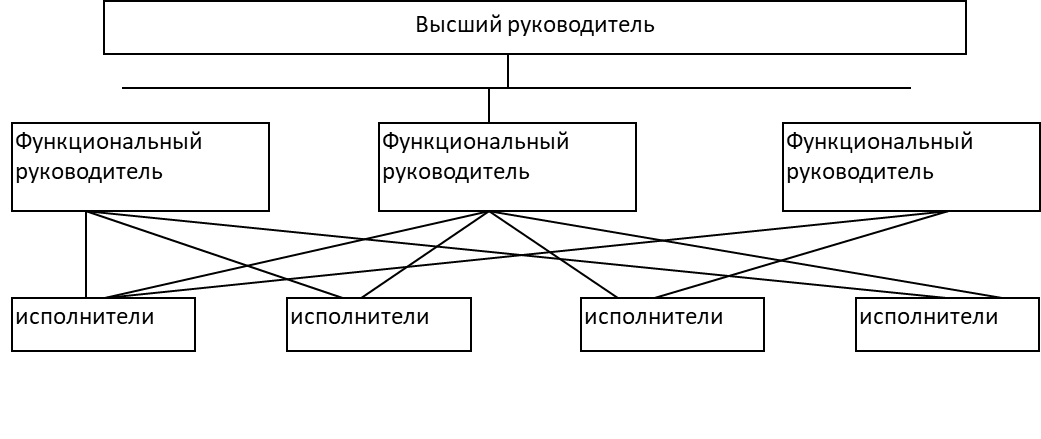 Высший руководитель
Функциональный
руководитель
Функциональный
руководитель
Функциональный
руководитель
исполнители
исполнители
исполнители
исполнители